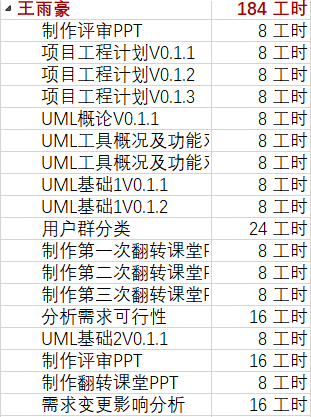 王雨豪 184 工时
制作评审PPT 8 工时
项目工程计划V0.1.1 8 工时
项目工程计划V0.1.2 8 工时
项目工程计划V0.1.3 8 工时
UML概论V0.1.1 8 工时
UML工具概况及功能 8 工时
UML工具概况及功能 8 工时
UML基础1V0.1.1 8 工时
UML基础1V0.1.2 8 工时
用户群分类 24 工时
制作第一次翻转课堂P 8 工时
制作第二次翻转课堂P 8 工时
制作第三次翻转课堂P 8 工时
分析需求可行性 16 工时
UML基础2V0.1.1 8 工时
制作评审PPT 16 工时
制作翻转课堂PPT 8 工时
需求变更影响分析 16 工时